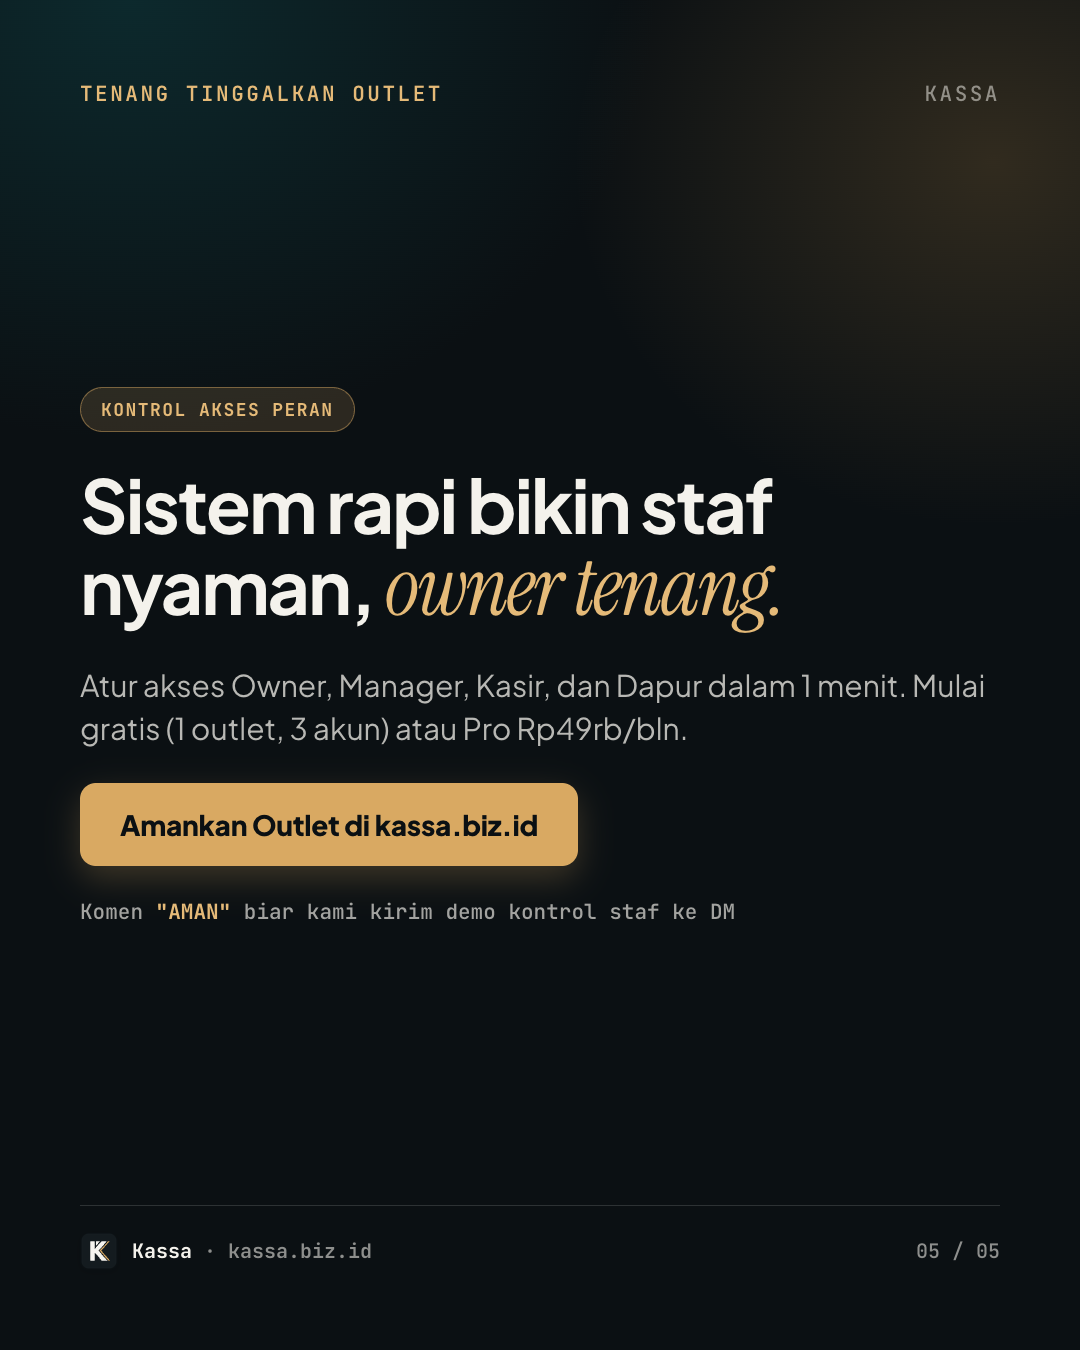 TENANG TINGGALKAN OUTLET
KASSA
KONTROL AKSES PERAN
Sistem rapi bikin staf
nyaman, owner tenang.
Atur akses Owner, Manager, Kasir, dan Dapur dalam 1 menit. Mulai
gratis (1 outlet, 3 akun) atau Pro Rp49rb/bln.
Amankan Outlet di kassa.biz.id
Komen "AMAN" biar kami kirim demo kontrol staf ke DM
K Kassa · kassa.biz.id
05 / 05